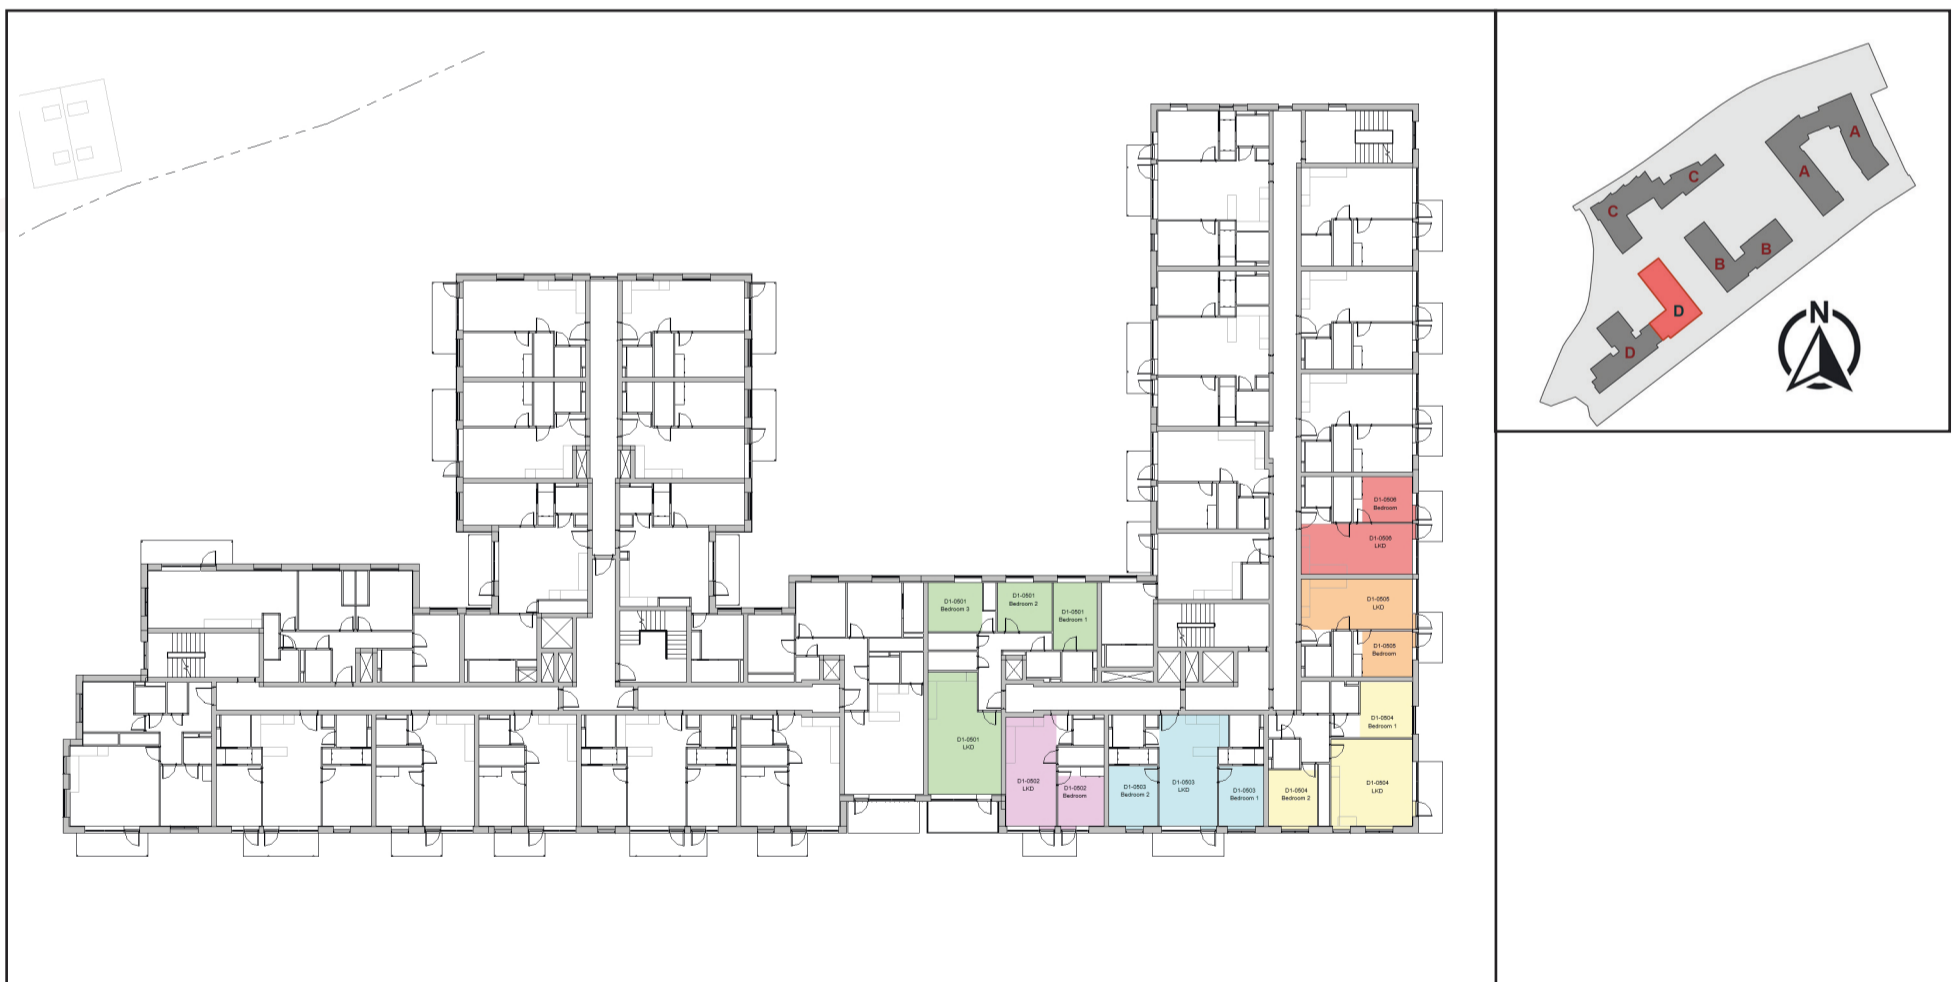 D1-0501
Bedroom 3
D1-0501
Bedroom 2
D1-0501
Bedroom 1
D1-0501
LKD
D1-0502
LKD
D1-0502
Bedroom
D1-0503
Bedroom 2
D1-0503
LKD
D1-0503
Bedroom 1
D1-0504
Bedroom 2
D1-0504
LKD
D1-0504
Bedroom 1
D1-0505
Bedroom
D1-0505
LKD
D1-0506
LKD
D1-0506
Bedroom
A
A
C
C
B
B
D
D
N